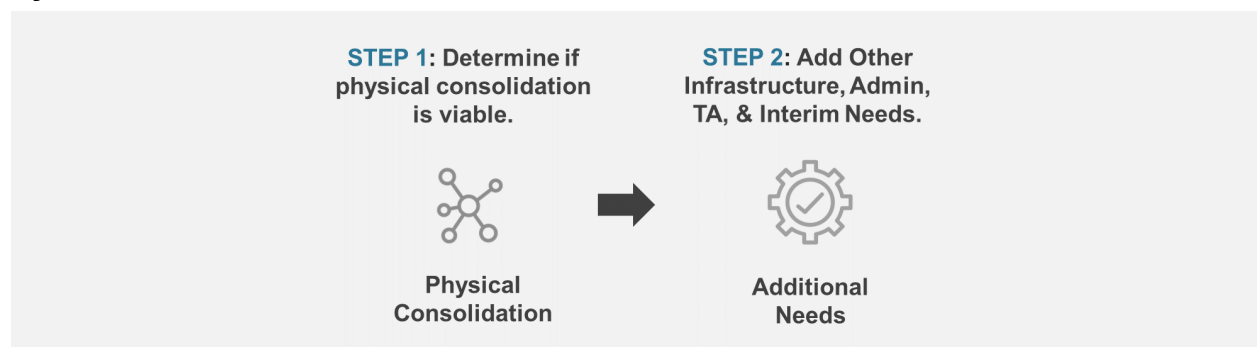 STEP 1: Determine if
physical consolidation
is viable.
STEP 2: Add Other
Infrastructure, Admin,
TA, & Interim Needs.
Physical
Consolidation
Additional
Needs